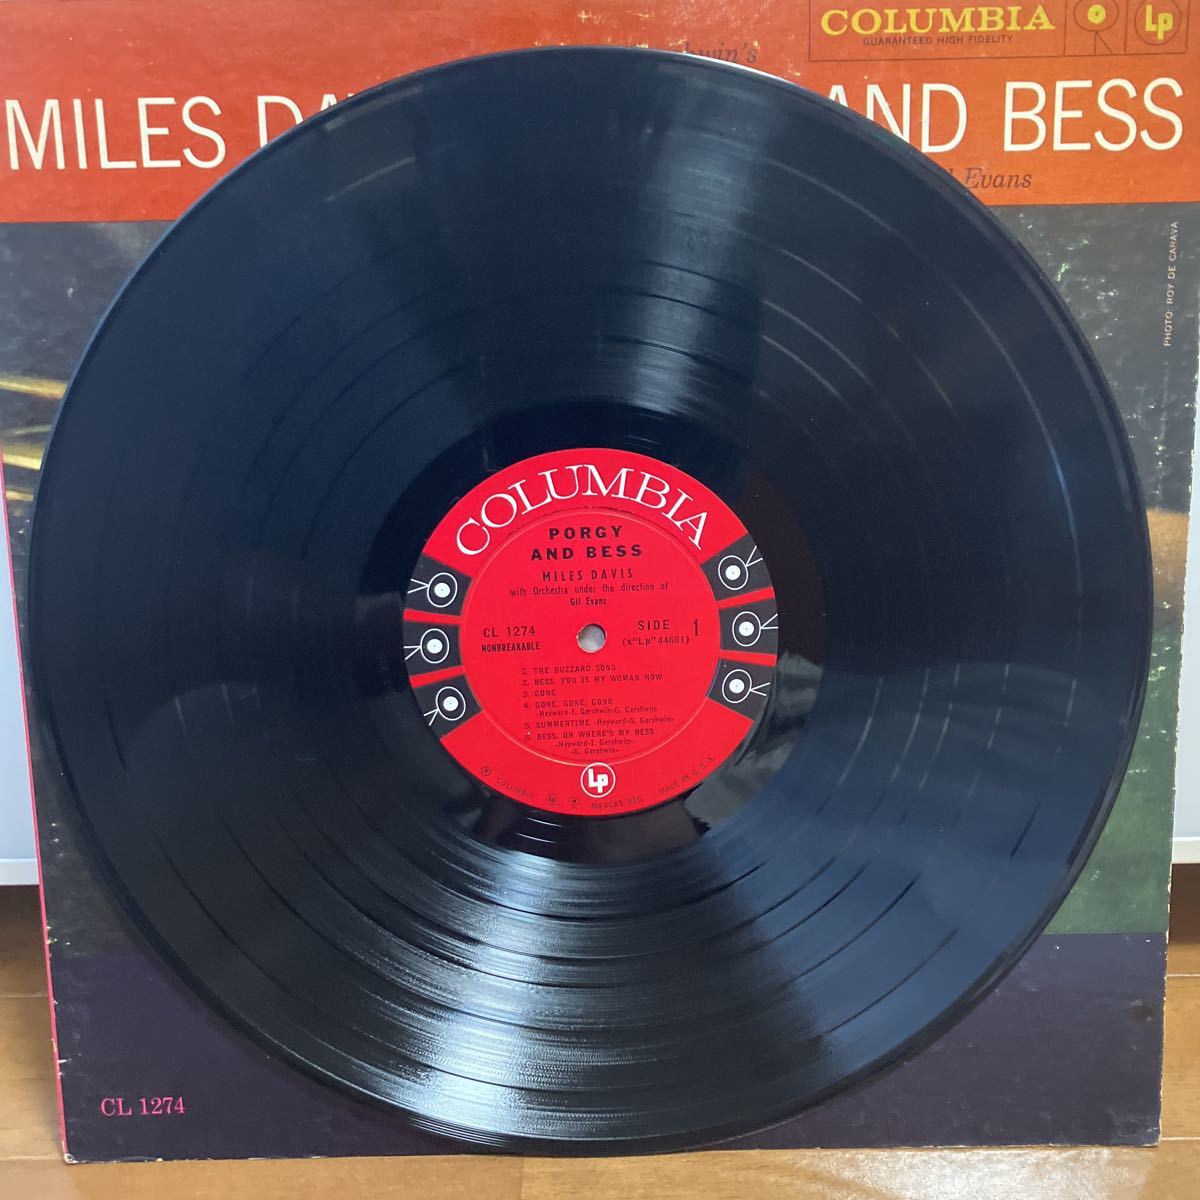 COLUMBIA
GUARANTEED HIGH FIDELITY
Lp
MILES AND BESS
Evans
PHOTO: ROY DE CARAVA
COLUMBIA
PORGY
AND BESS
MILES DAVIS
with Orchestra under the direction of
Gil Evans
CL 1274
NONBREAKABLE
SIDE 1
(x"Lp"44661)
1. THE BUZZARD SONG
2. BESS, YOU IS MY WOMAN NOW
3. GONE
4. GONE, GONE, GONE
-Heyward-I. Gershwin-G. Gershwin-
5. SUMMERTIME -Heyward-G. Gershwin-
6. BESS, OH WHERE'S MY BESS
-Heyward-I. Gershwin-
-G. Gershwin-
Lp
® "COLUMBIA" MARCAS REG. MADE IN U.S.A.
CL 1274